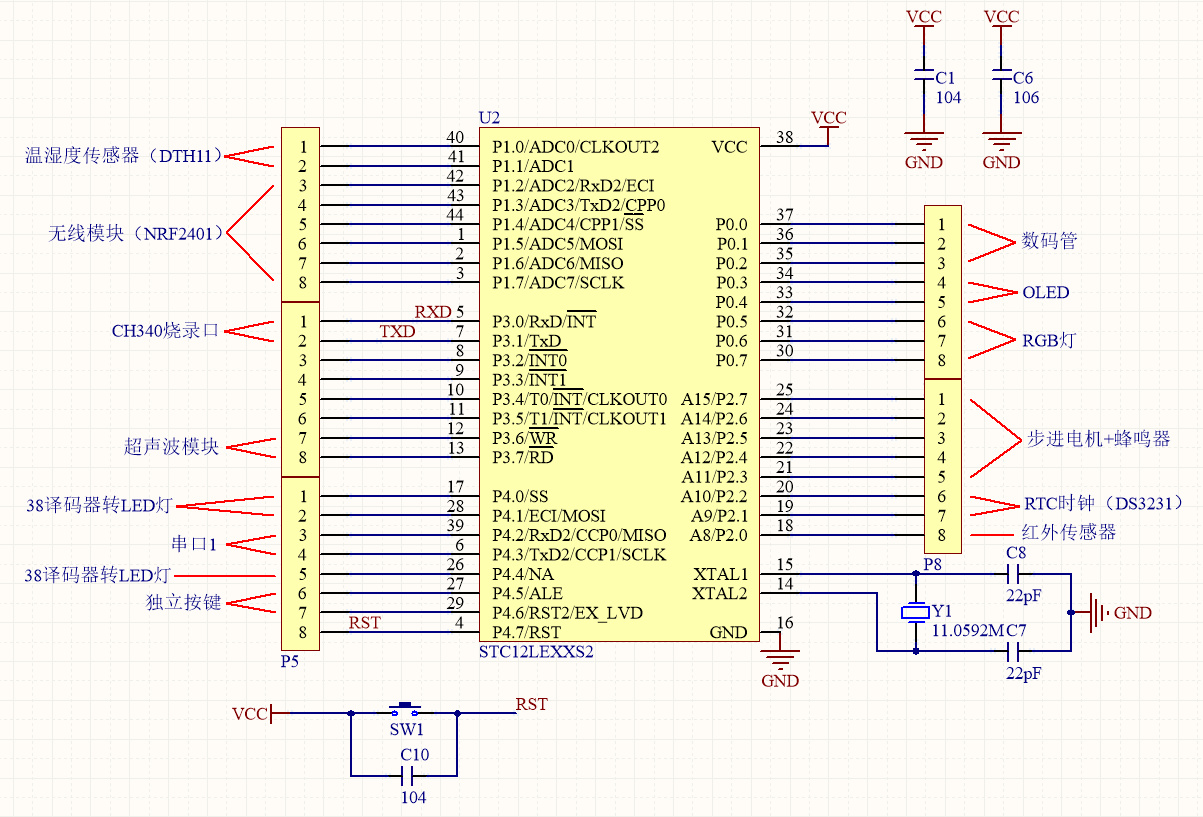 VCC
C1
104
GND
VCC
C6
106
GND
U2
VCC
温湿度传感器（DTH11）
无线模块（NRF2401）
CH340烧录口
超声波模块
38译码器转LED灯
串口1
38译码器转LED灯
独立按键
1 40 P1.0/ADC0/CLKOUT2
2 41 P1.1/ADC1
3 42 P1.2/ADC2/RxD2/ECI
4 43 P1.3/ADC3/TxD2/CPP0
5 44 P1.4/ADC4/CPP1/SS
6 1 P1.5/ADC5/MOSI
7 2 P1.6/ADC6/MISO
8 3 P1.7/ADC7/SCLK
1 RXD 5 P3.0/RxD/INT
2 TXD 7 P3.1/TxD
3 8 P3.2/INT0
4 9 P3.3/INT1
5 10 P3.4/T0/INT/CLKOUT0
6 11 P3.5/T1/INT/CLKOUT1
7 12 P3.6/WR
8 13 P3.7/RD
1 17 P4.0/SS
2 28 P4.1/ECI/MOSI
3 39 P4.2/RxD2/CCP0/MISO
4 6 P4.3/TxD2/CCP1/SCLK
5 26 P4.4/NA
6 27 P4.5/ALE
7 29 P4.6/RST2/EX_LVD
8 RST 4 P4.7/RST
P5
STC12LEXXS2
VCC 38
P0.0 37 1
P0.1 36 2
P0.2 35 3
P0.3 34 4
P0.4 33 5
P0.5 32 6
P0.6 31 7
P0.7 30 8
A15/P2.7 25 1
A14/P2.6 24 2
A13/P2.5 23 3
A12/P2.4 22 4
A11/P2.3 21 5
A10/P2.2 20 6
A9/P2.1 19 7
A8/P2.0 18 8
XTAL1 15
XTAL2 14
GND 16
GND
P8
数码管
OLED
RGB灯
步进电机+蜂鸣器
RTC时钟（DS3231）
红外传感器
C8
22pF
Y1
11.0592M
C7
22pF
GND
VCC
SW1
RST
C10
104